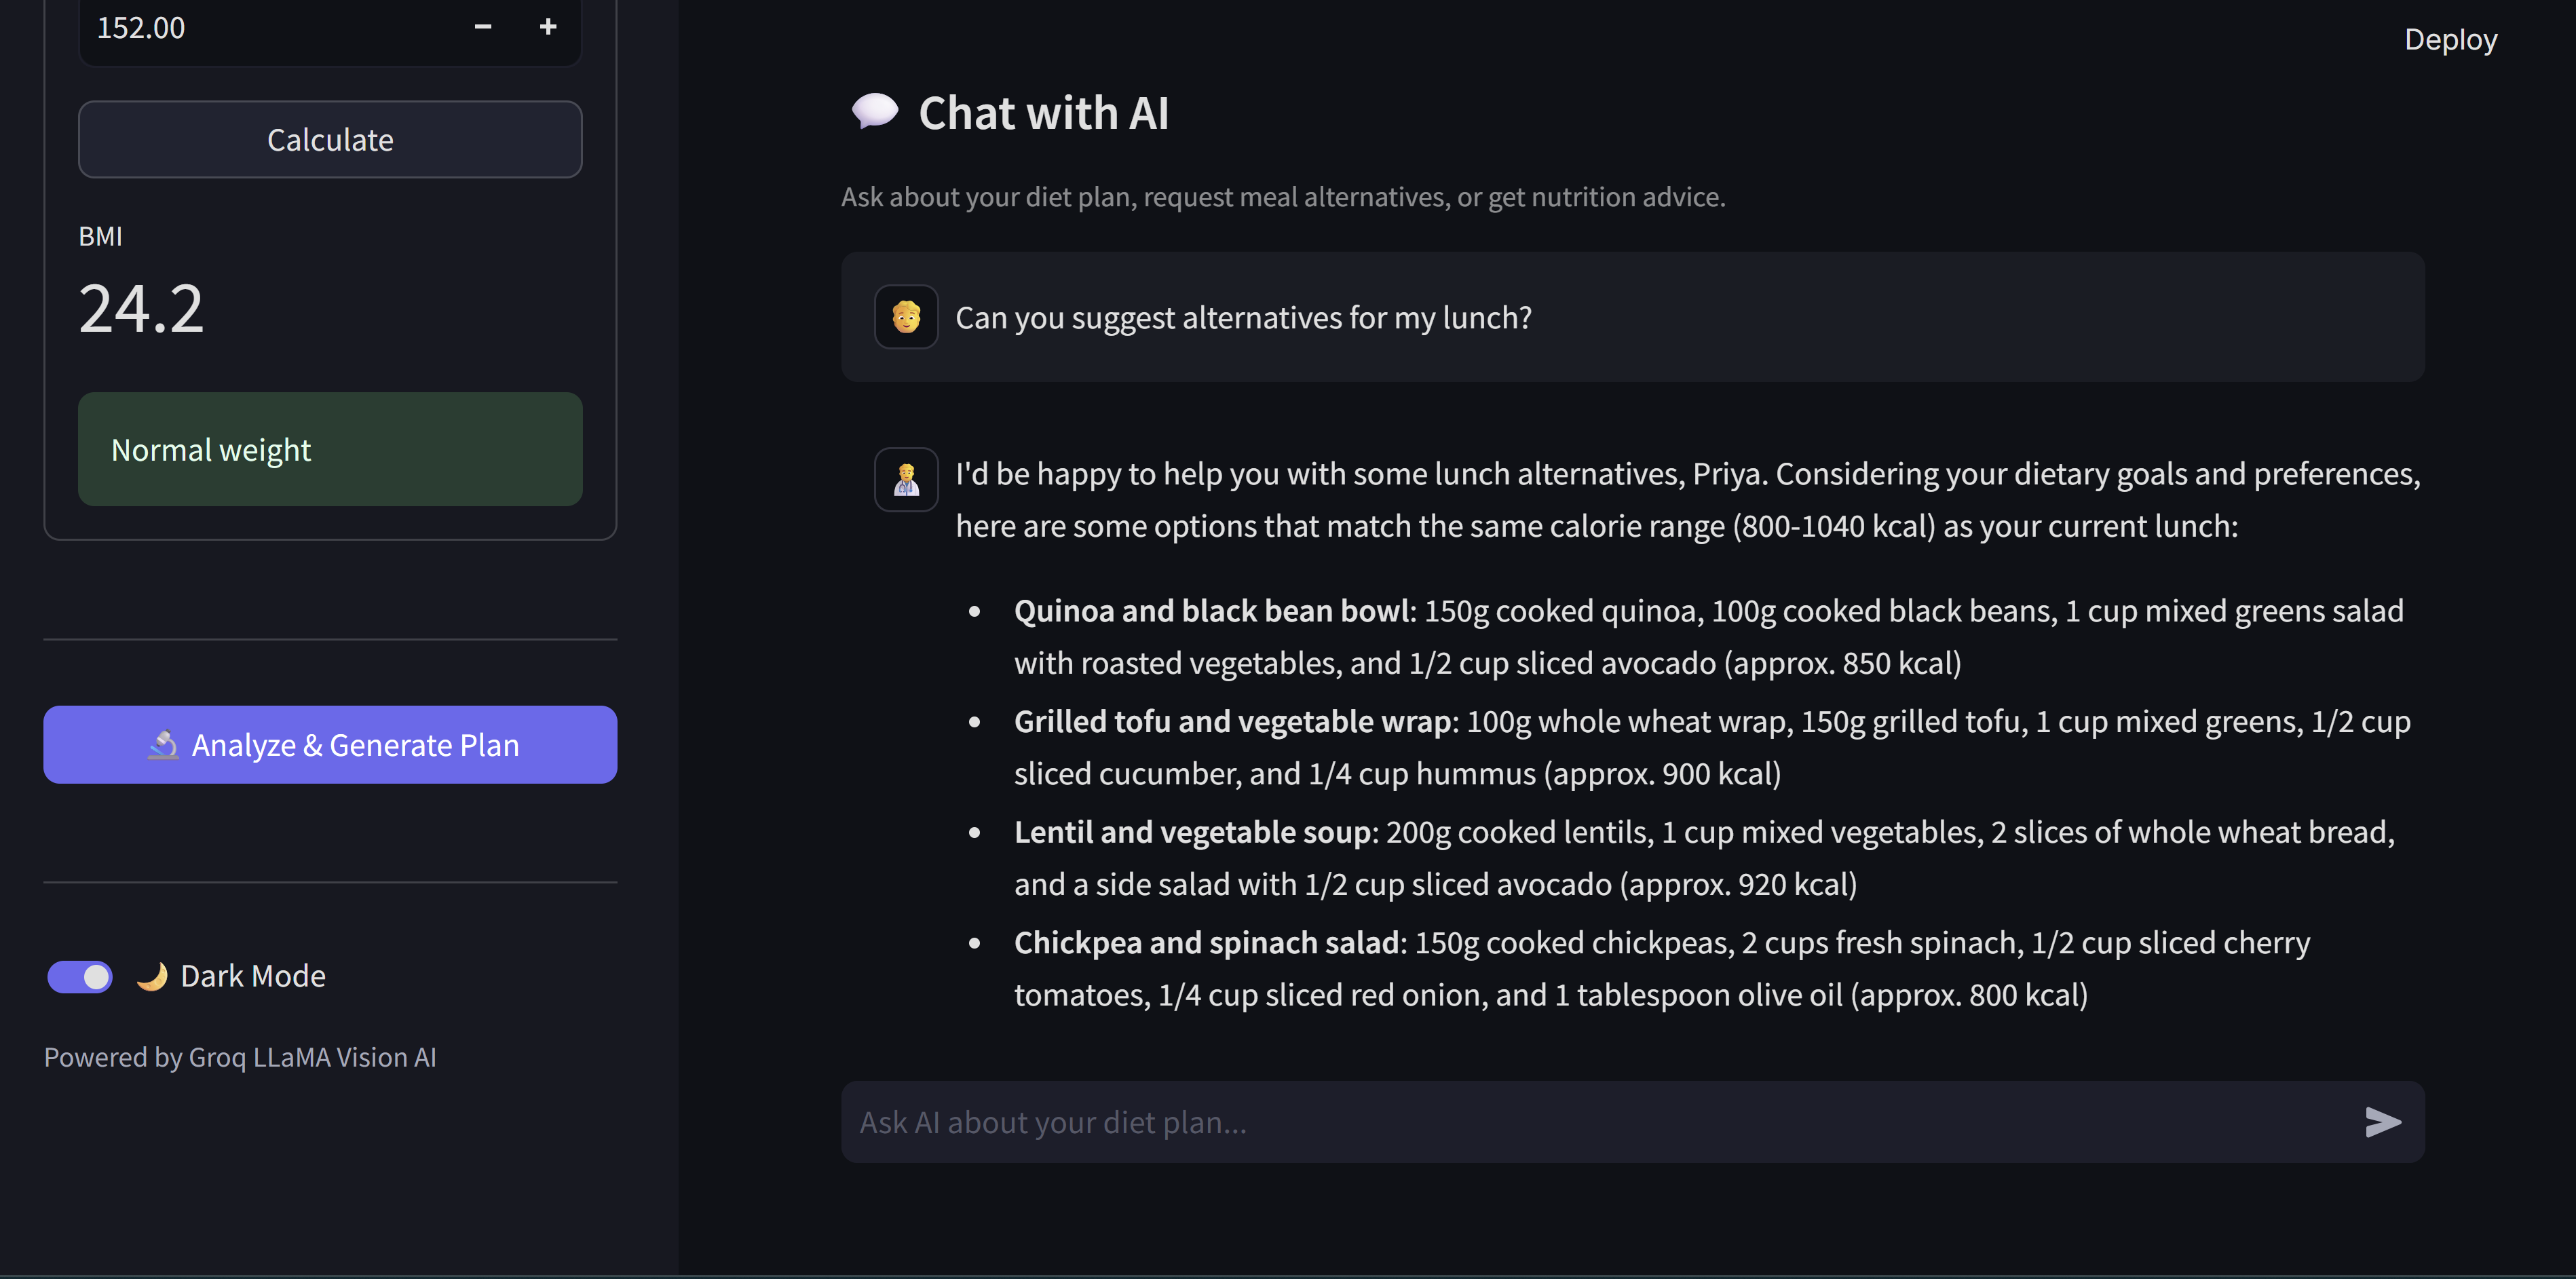 152.00
Calculate
BMI
24.2
Normal weight
Analyze & Generate Plan
Dark Mode
Powered by Groq LLaMA Vision AI
Deploy
Chat with AI
Ask about your diet plan, request meal alternatives, or get nutrition advice.
Can you suggest alternatives for my lunch?
I'd be happy to help you with some lunch alternatives, Priya. Considering your dietary goals and preferences,
here are some options that match the same calorie range (800-1040 kcal) as your current lunch:
• Quinoa and black bean bowl: 150g cooked quinoa, 100g cooked black beans, 1 cup mixed greens salad
with roasted vegetables, and 1/2 cup sliced avocado (approx. 850 kcal)
• Grilled tofu and vegetable wrap: 100g whole wheat wrap, 150g grilled tofu, 1 cup mixed greens, 1/2 cup
sliced cucumber, and 1/4 cup hummus (approx. 900 kcal)
• Lentil and vegetable soup: 200g cooked lentils, 1 cup mixed vegetables, 2 slices of whole wheat bread,
and a side salad with 1/2 cup sliced avocado (approx. 920 kcal)
• Chickpea and spinach salad: 150g cooked chickpeas, 2 cups fresh spinach, 1/2 cup sliced cherry
tomatoes, 1/4 cup sliced red onion, and 1 tablespoon olive oil (approx. 800 kcal)
Ask AI about your diet plan...